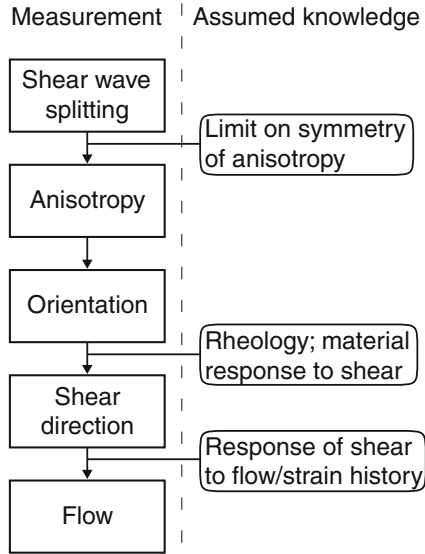 Measurement
Assumed knowledge
Shear wave
splitting
Limit on symmetry
of anisotropy
Anisotropy
Orientation
Rheology; material
response to shear
Shear
direction
Response of shear
to flow/strain history
Flow